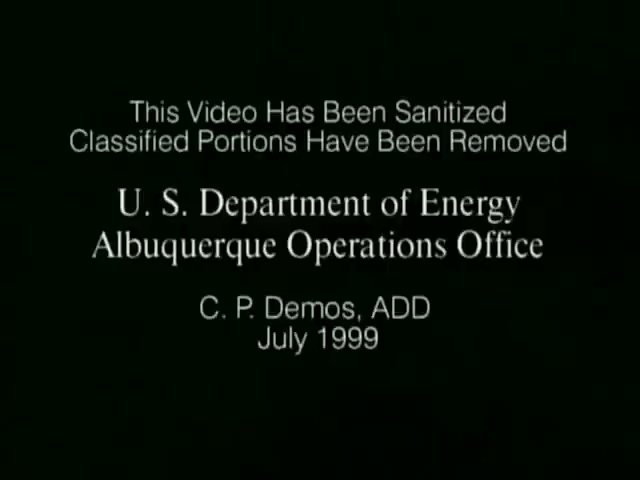 This Video Has Been Sanitized
Classified Portions Have Been Removed
U. S. Department of Energy
Albuquerque Operations Office
C. P. Demos, ADD
July 1999